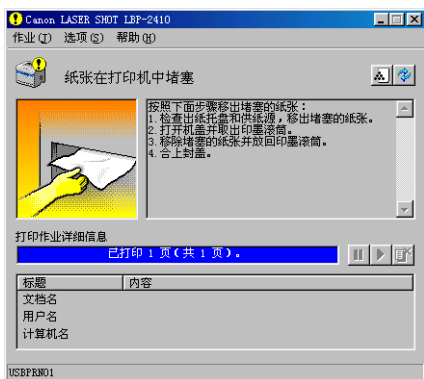 Canon LASER SHOT LBP-2410
作业(T) 选项(S) 帮助(H)
纸张在打印机中堵塞
按照下面步骤移出堵塞的纸张：
1.检查出纸托盘和供纸源，移出堵塞的纸张。
2.打开机盖并取出印墨滚筒。
3.移除堵塞的纸张并放回印墨滚筒。
4.合上封盖。
打印作业详细信息
已打印 1 页(共 1 页)。
标题 内容
文档名
用户名
计算机名
USBPRN01